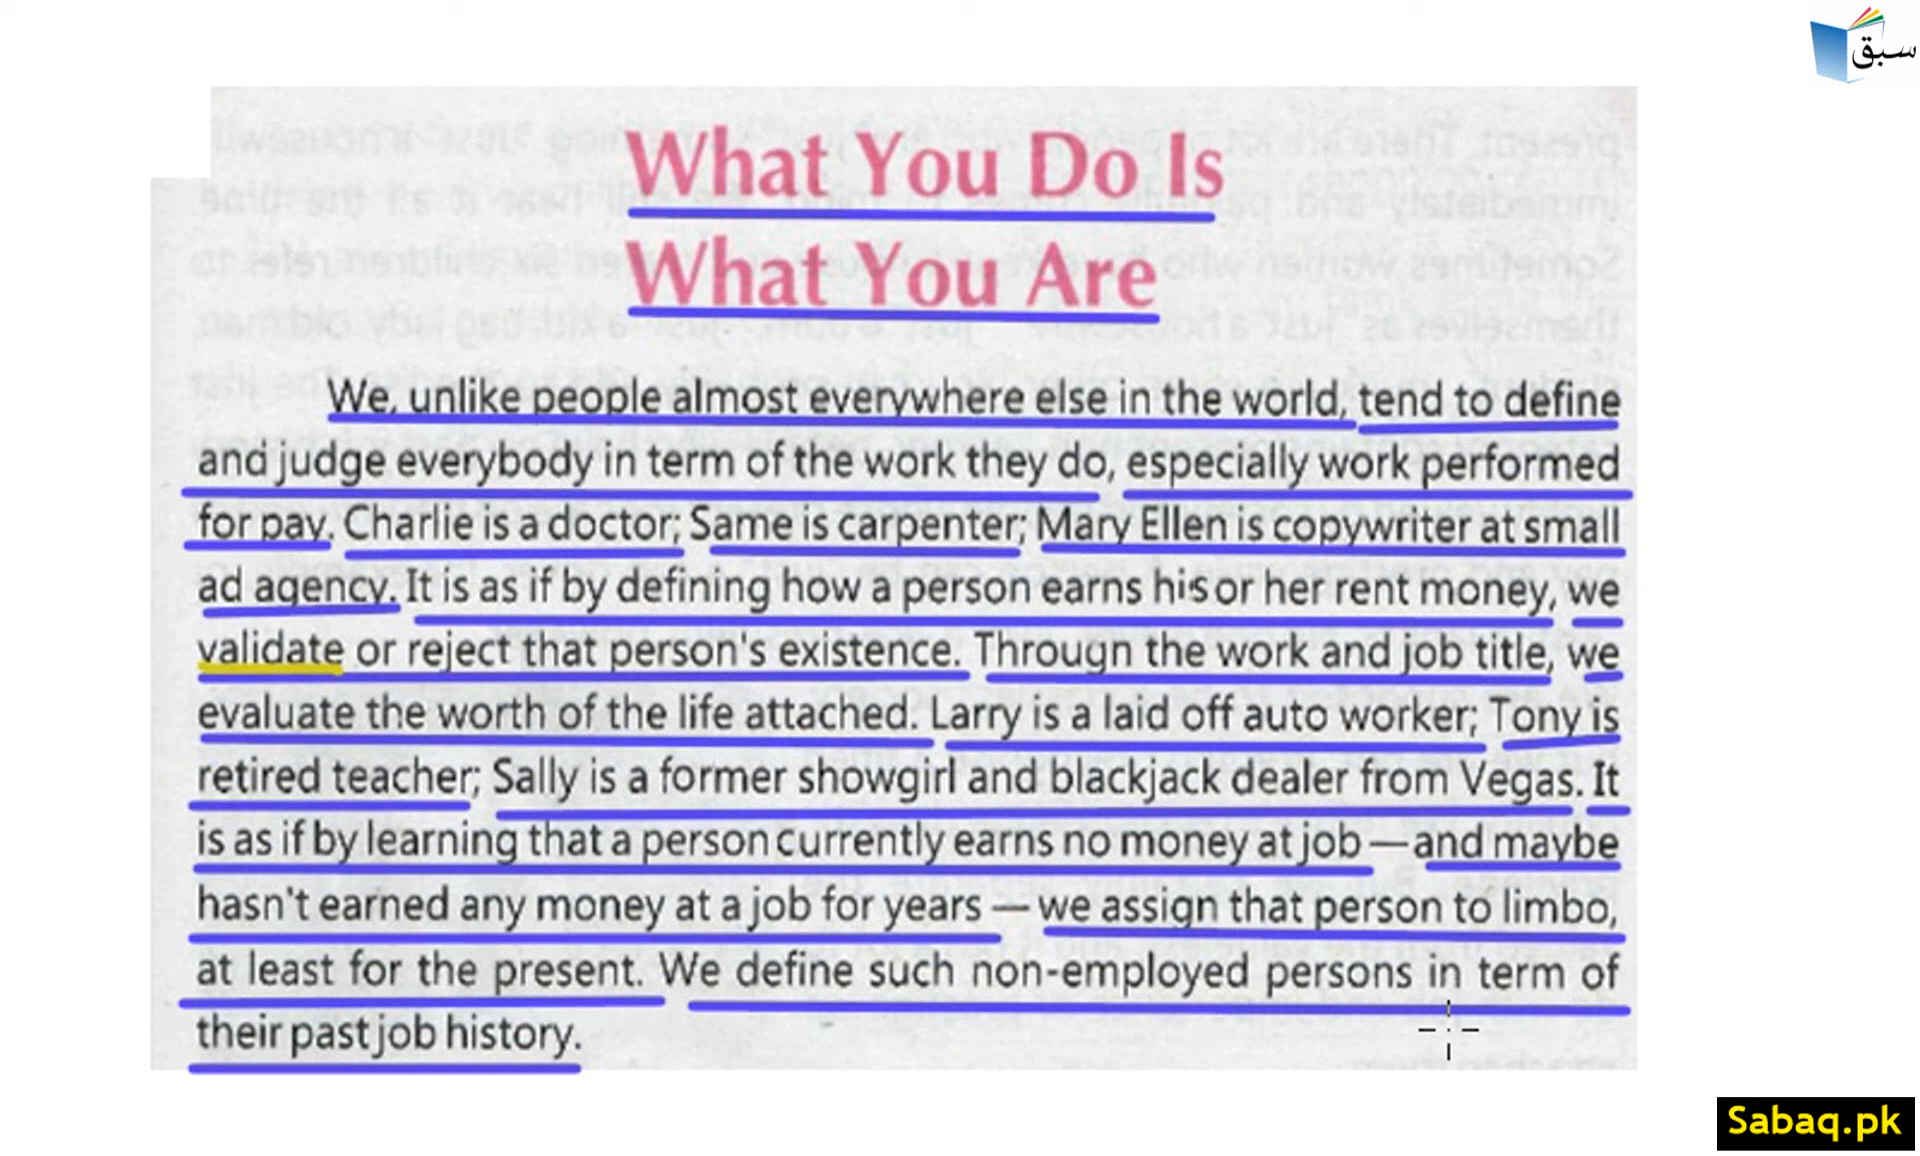 سبق
What You Do Is
What You Are
We, unlike people almost everywhere else in the world, tend to define
and judge everybody in term of the work they do, especially work performed
for pay. Charlie is a doctor; Same is carpenter; Mary Ellen is copywriter at small
ad agency. It is as if by defining how a person earns his or her rent money, we
validate or reject that person's existence. Through the work and job title, we
evaluate the worth of the life attached. Larry is a laid off auto worker; Tony is
retired teacher; Sally is a former showgirl and blackjack dealer from Vegas. It
is as if by learning that a person currently earns no money at job — and maybe
hasn't earned any money at a job for years — we assign that person to limbo,
at least for the present. We define such non-employed persons in term of
their past job history.
Sabaq.pk